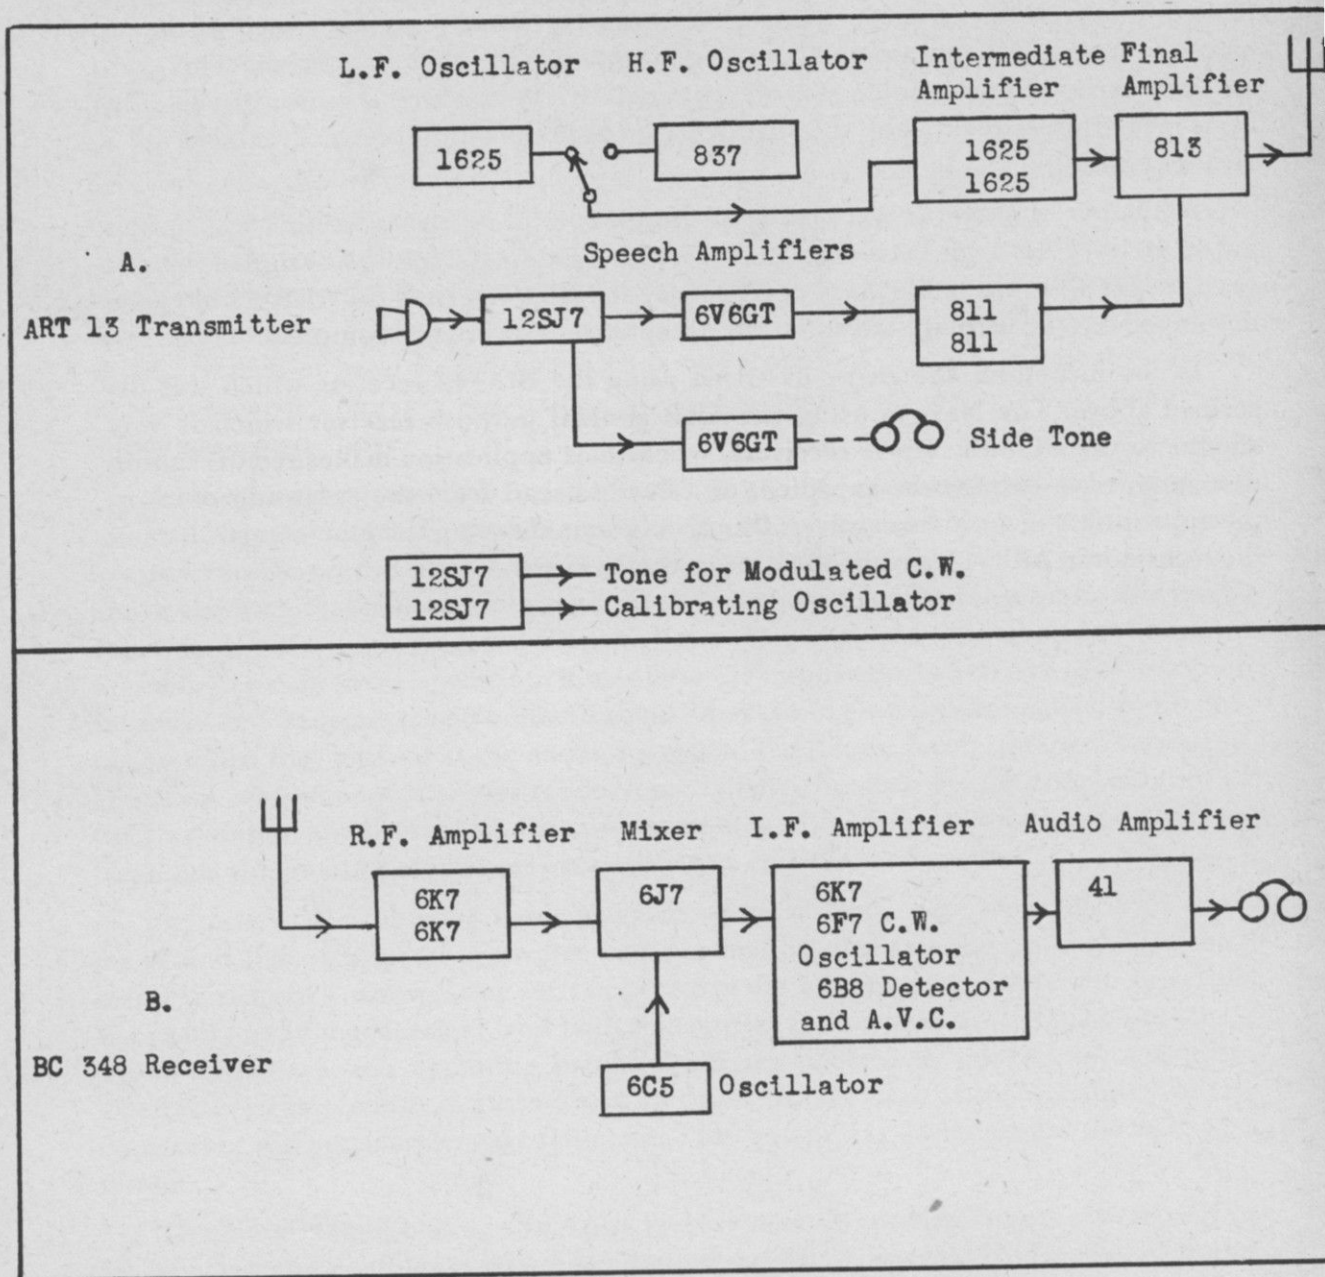 L.F. Oscillator H.F. Oscillator Intermediate Final
Amplifier Amplifier
1625 837 1625 813
1625
Speech Amplifiers
A.
ART 13 Transmitter
12SJ7 6V6GT 811
811
6V6GT Side Tone
12SJ7 Tone for Modulated C.W.
12SJ7 Calibrating Oscillator
R.F. Amplifier Mixer I.F. Amplifier Audio Amplifier
6K7 6J7 6K7 41
6K7 6F7 C.W.
Oscillator
6B8 Detector
and A.V.C.
B.
BC 348 Receiver
6C5 Oscillator